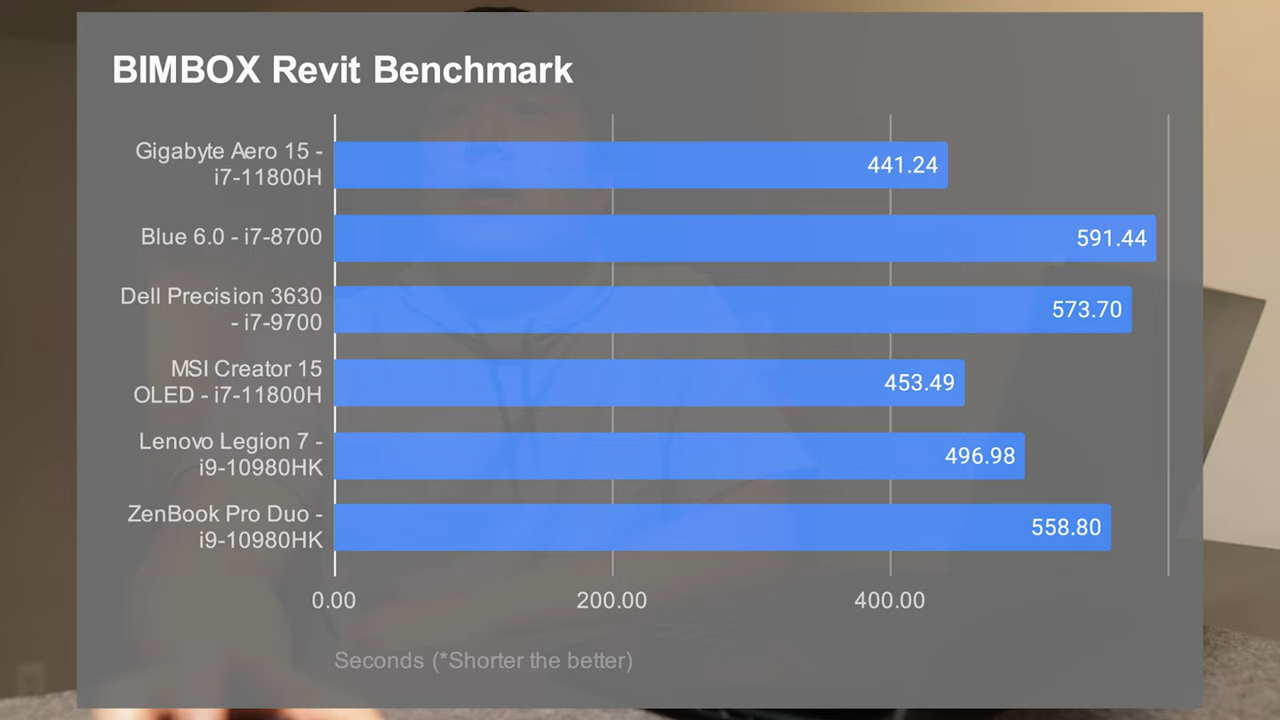 BIMBOX Revit Benchmark
Gigabyte Aero 15 -
i7-11800H
441.24
Blue 6.0 - i7-8700
591.44
Dell Precision 3630
- i7-9700
573.70
MSI Creator 15
OLED - i7-11800H
453.49
Lenovo Legion 7 -
i9-10980HK
496.98
ZenBook Pro Duo -
i9-10980HK
558.80
0.00
200.00
400.00
Seconds (*Shorter the better)